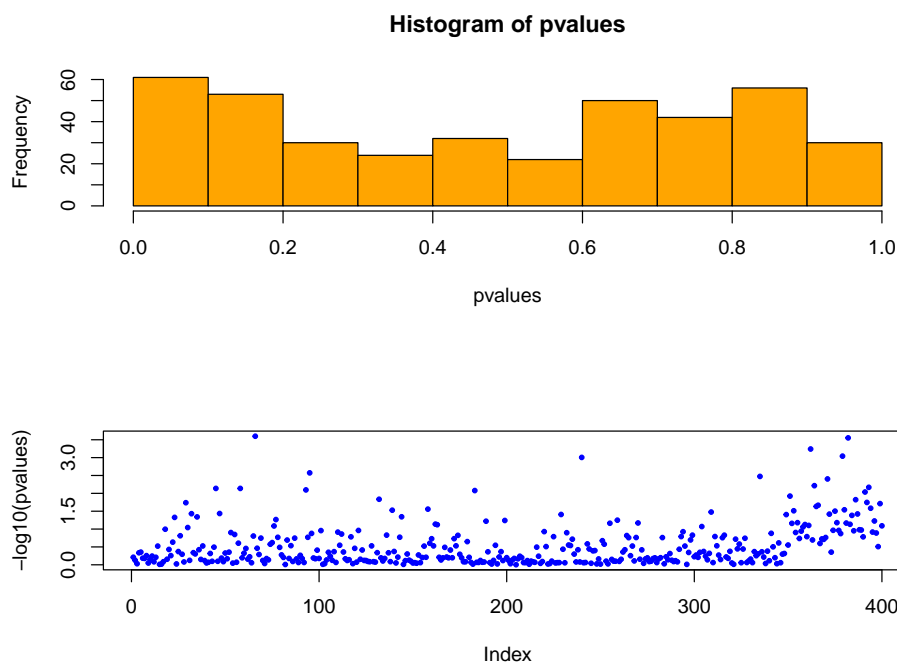 Histogram of pvalues
Frequency
60
40
20
0
0.0 0.2 0.4 0.6 0.8 1.0
pvalues
−log10(pvalues)
3.0
1.5
0.0
0 100 200 300 400
Index